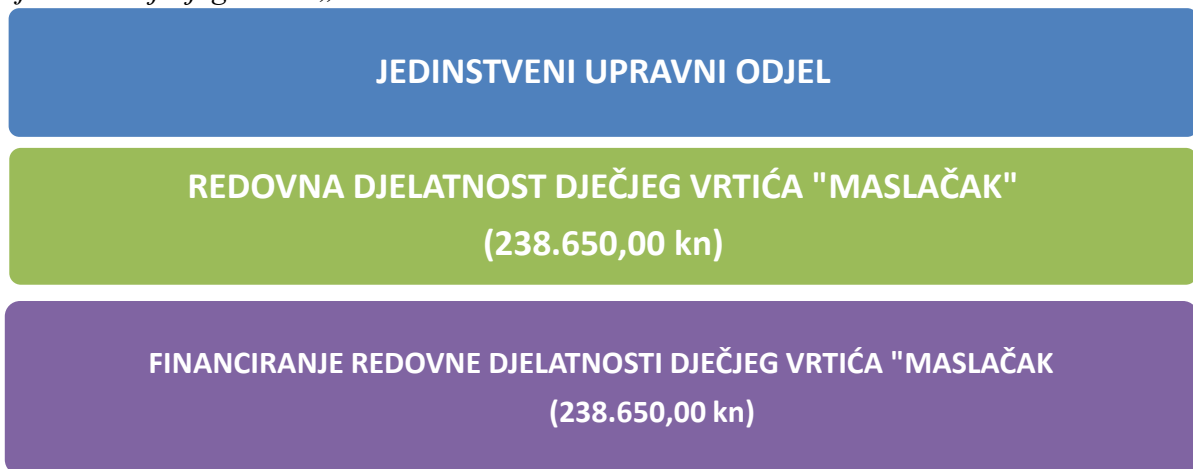 JEDINSTVENI UPRAVNI ODJEL
REDOVNA DJELATNOST DJEČJEG VRTIĆA "MASLAČAK"
(238.650,00 kn)
FINANCIRANJE REDOVNE DJELATNOSTI DJEČJEG VRTIĆA "MASLAČAK
(238.650,00 kn)